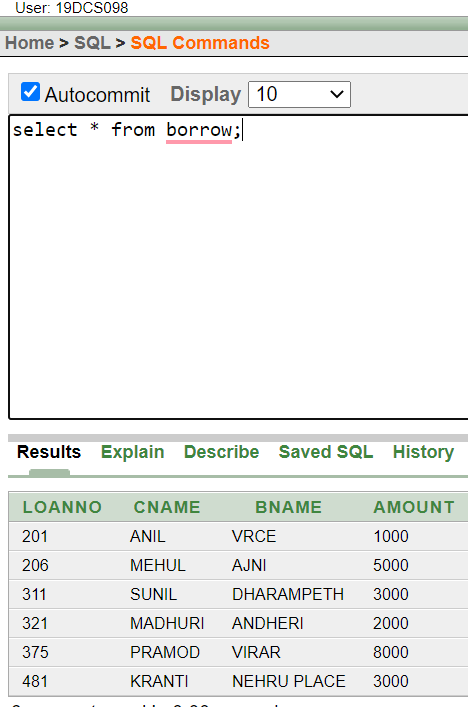 User: 19DCS098
Home > SQL > SQL Commands
Autocommit Display 10
select * from borrow;
Results Explain Describe Saved SQL History
LOANNO CNAME BNAME AMOUNT
201 ANIL VRCE 1000
206 MEHUL AJNI 5000
311 SUNIL DHARAMPETH 3000
321 MADHURI ANDHERI 2000
375 PRAMOD VIRAR 8000
481 KRANTI NEHRU PLACE 3000